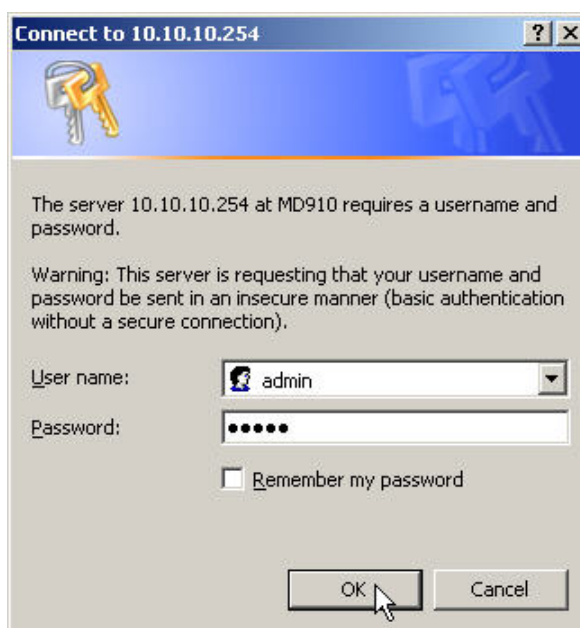 Connect to 10.10.10.254
The server 10.10.10.254 at MD910 requires a username and
password.
Warning: This server is requesting that your username and
password be sent in an insecure manner (basic authentication
without a secure connection).
User name:
admin
Password:
•••••
Remember my password
OK
Cancel